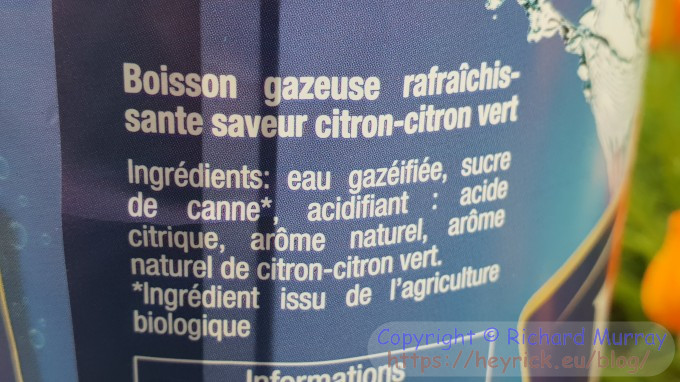 Boisson gazeuse rafraîchis-
sante saveur citron-citron vert
Ingrédients: eau gazéifiée, sucre
de canne*, acidifiant : acide
citrique, arôme naturel, arôme
naturel de citron-citron vert.
*Ingrédient issu de l'agriculture
biologique
Informations
Copyright © Richard Murray
https://heyrick.eu/blog/